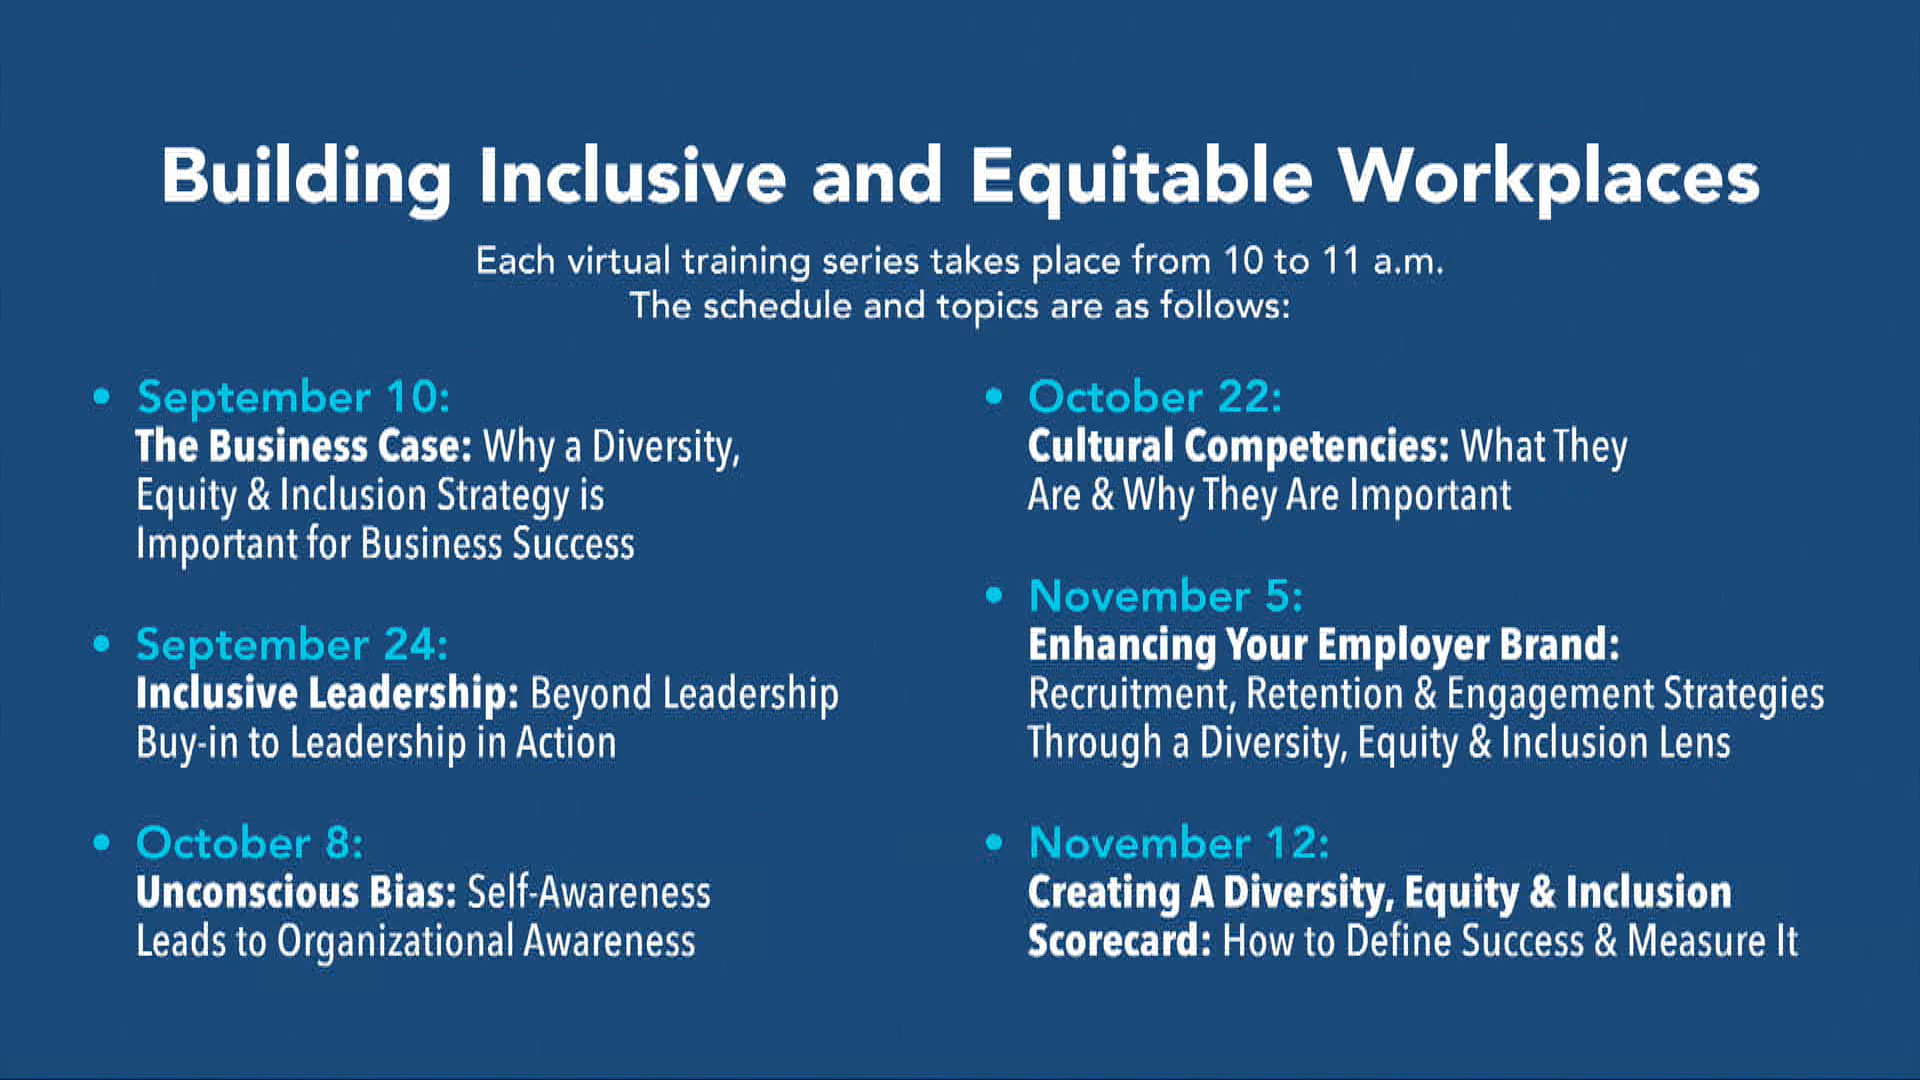 Building Inclusive and Equitable Workplaces
Each virtual training series takes place from 10 to 11 a.m.
The schedule and topics are as follows:
• September 10:
The Business Case: Why a Diversity,
Equity & Inclusion Strategy is
Important for Business Success
• September 24:
Inclusive Leadership: Beyond Leadership
Buy-in to Leadership in Action
• October 8:
Unconscious Bias: Self-Awareness
Leads to Organizational Awareness
• October 22:
Cultural Competencies: What They
Are & Why They Are Important
• November 5:
Enhancing Your Employer Brand:
Recruitment, Retention & Engagement Strategies
Through a Diversity, Equity & Inclusion Lens
• November 12:
Creating A Diversity, Equity & Inclusion
Scorecard: How to Define Success & Measure It